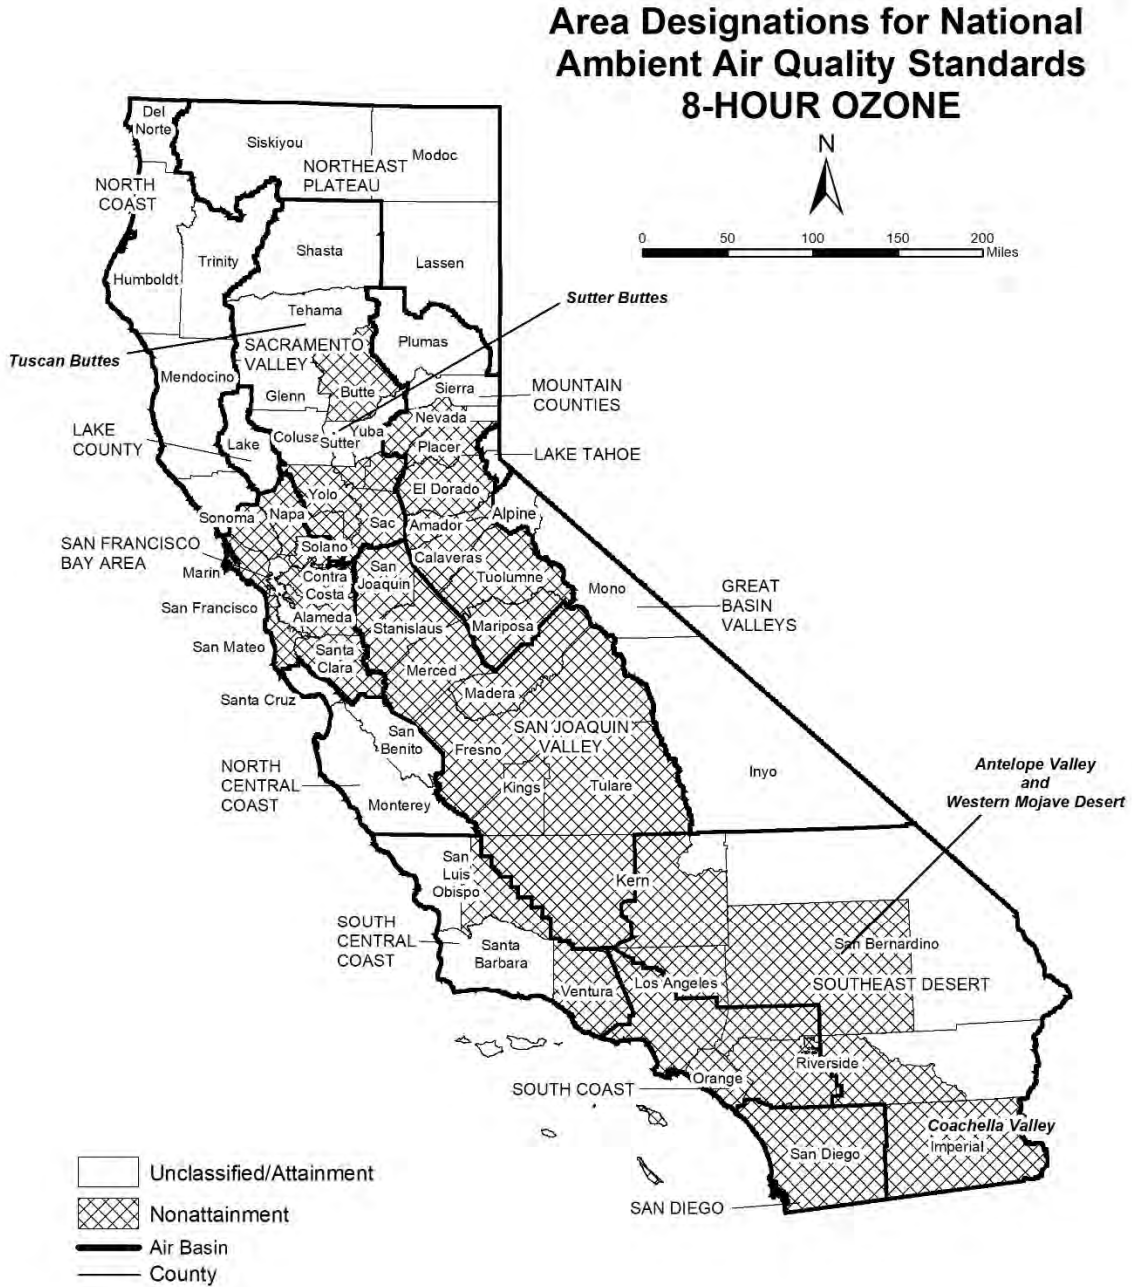 Area Designations for National
Ambient Air Quality Standards
8-HOUR OZONE
N
0 50 100 150 200
Miles
Del
Norte
Siskiyou
Modoc
NORTHEAST
PLATEAU
NORTH
COAST
Shasta
Trinity
Lassen
Humboldt
Sutter Buttes
Tehama
Plumas
Tuscan Buttes
SACRAMENTO
VALLEY
Mendocino
Glenn
Butte
Sierra
MOUNTAIN
COUNTIES
Nevada
LAKE
COUNTY
Lake
Colusa
Sutter
Yuba
Placer
LAKE TAHOE
El Dorado
Yolo
Sonoma
Napa
Sac
Amador
Alpine
SAN FRANCISCO
BAY AREA
Solano
Calaveras
Marin
Contra
Costa
San
Joaquin
Tuolumne
Mono
GREAT
BASIN
VALLEYS
San Francisco
Alameda
Stanislaus
Mariposa
San Mateo
Santa
Clara
Merced
Madera
Santa Cruz
San
Benito
Fresno
SAN JOAQUIN
VALLEY
NORTH
CENTRAL
COAST
Monterey
Kings
Tulare
Inyo
Antelope Valley
and
Western Mojave Desert
San
Luis
Obispo
Kern
SOUTH
CENTRAL
COAST
Santa
Barbara
San Bernardino
Ventura
Los Angeles
SOUTHEAST DESERT
Riverside
Orange
SOUTH COAST
Coachella Valley
Imperial
San Diego
SAN DIEGO
Unclassified/Attainment
Nonattainment
Air Basin
County